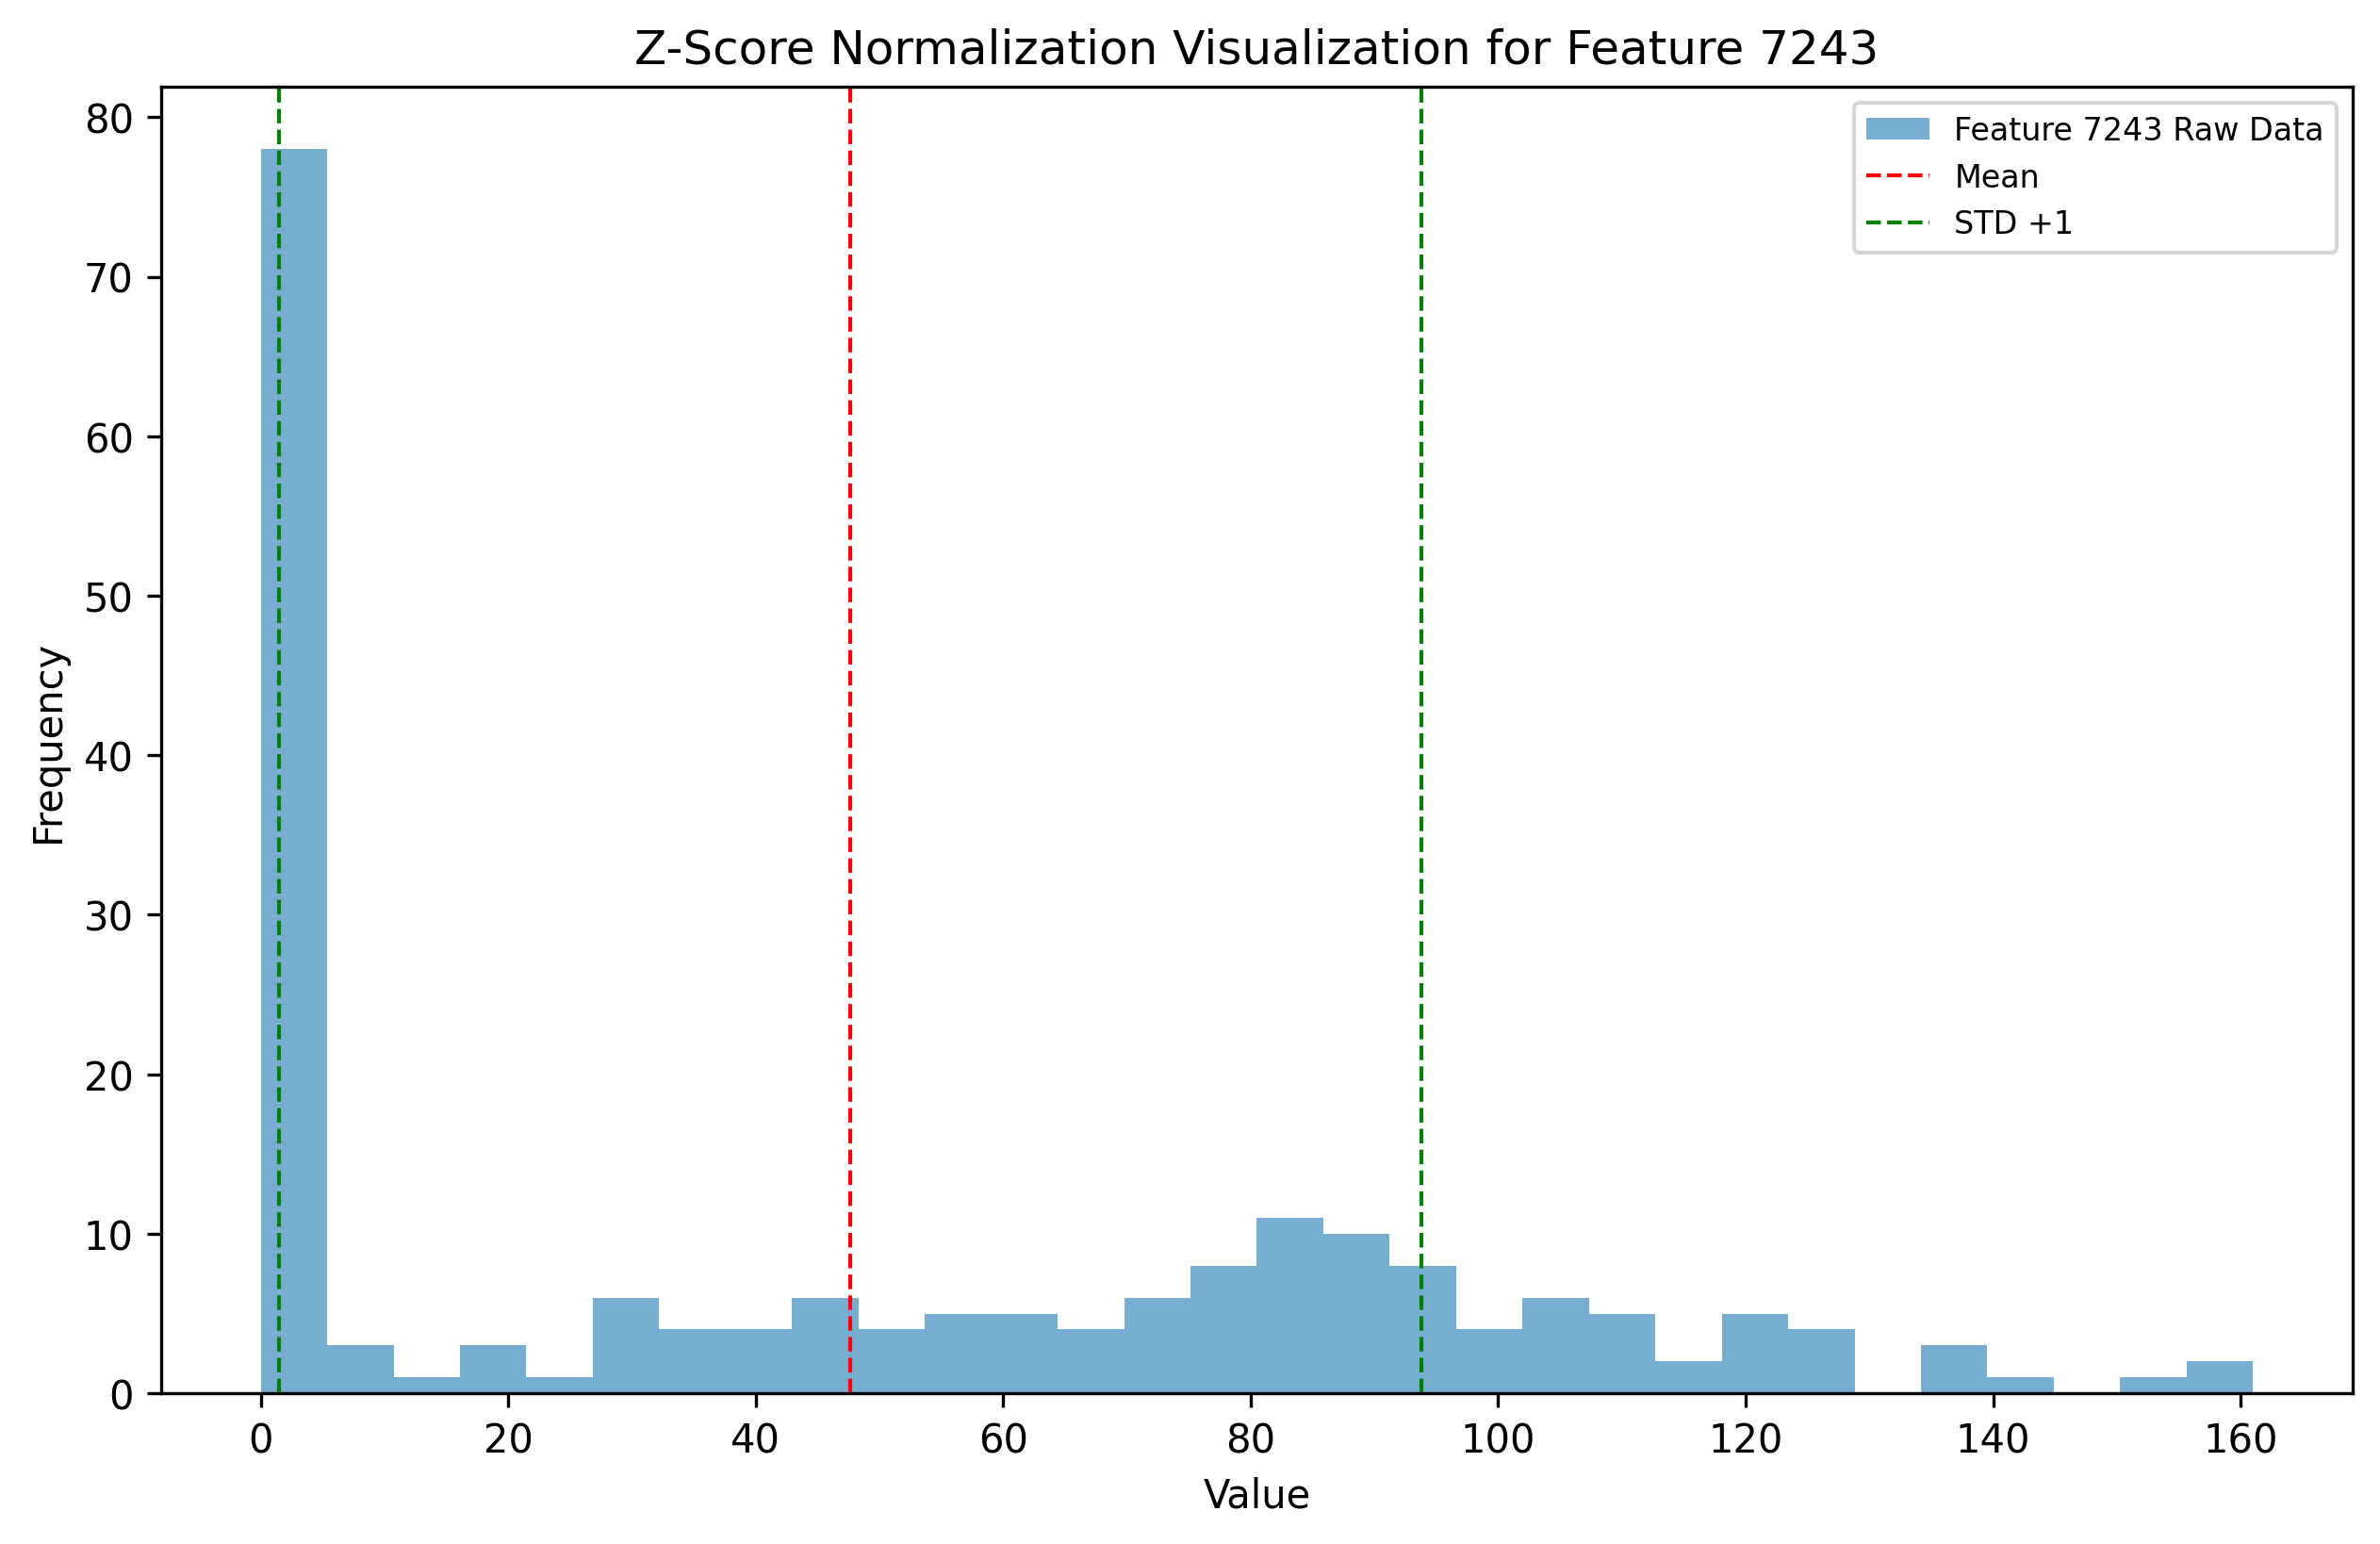 Z-Score Normalization Visualization for Feature 7243
Feature 7243 Raw Data
Mean
STD +1
80
70
60
50
40
30
20
10
0
Frequency
0 20 40 60 80 100 120 140 160
Value